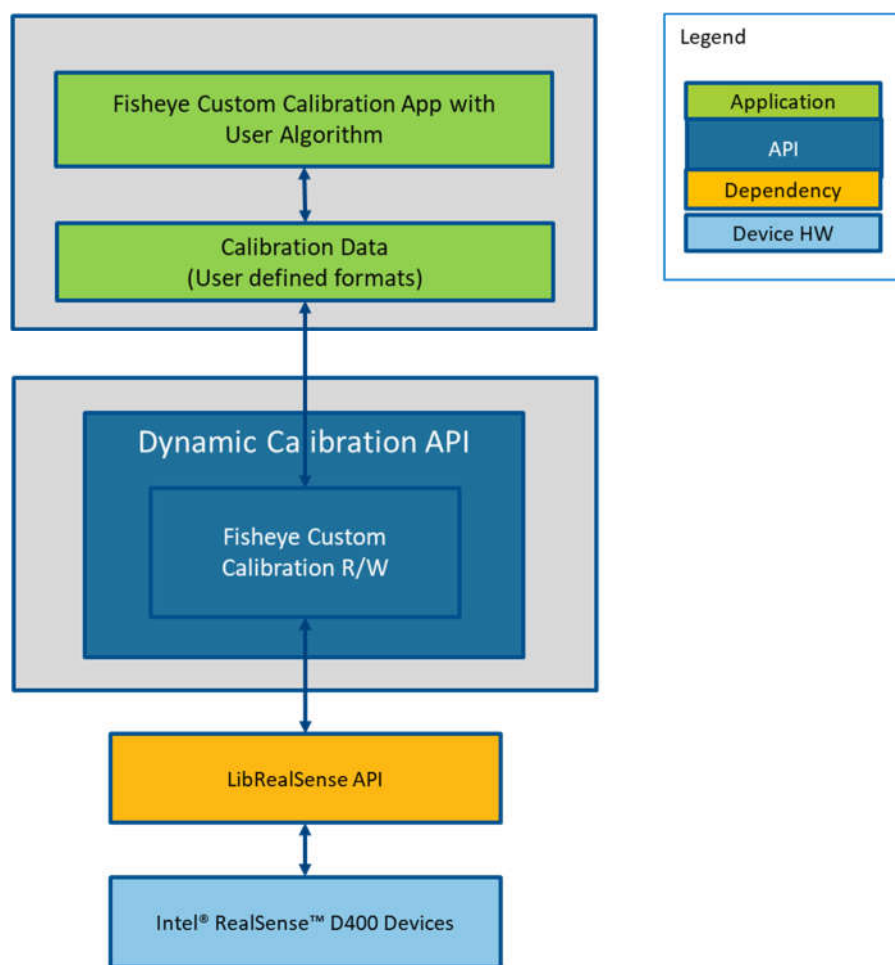 Fisheye Custom Calibration App with
User Algorithm
Calibration Data
(User defined formats)
Dynamic Calibration API
Fisheye Custom
Calibration R/W
LibRealSense API
Intel® RealSense™ D400 Devices
Legend
Application
API
Dependency
Device HW